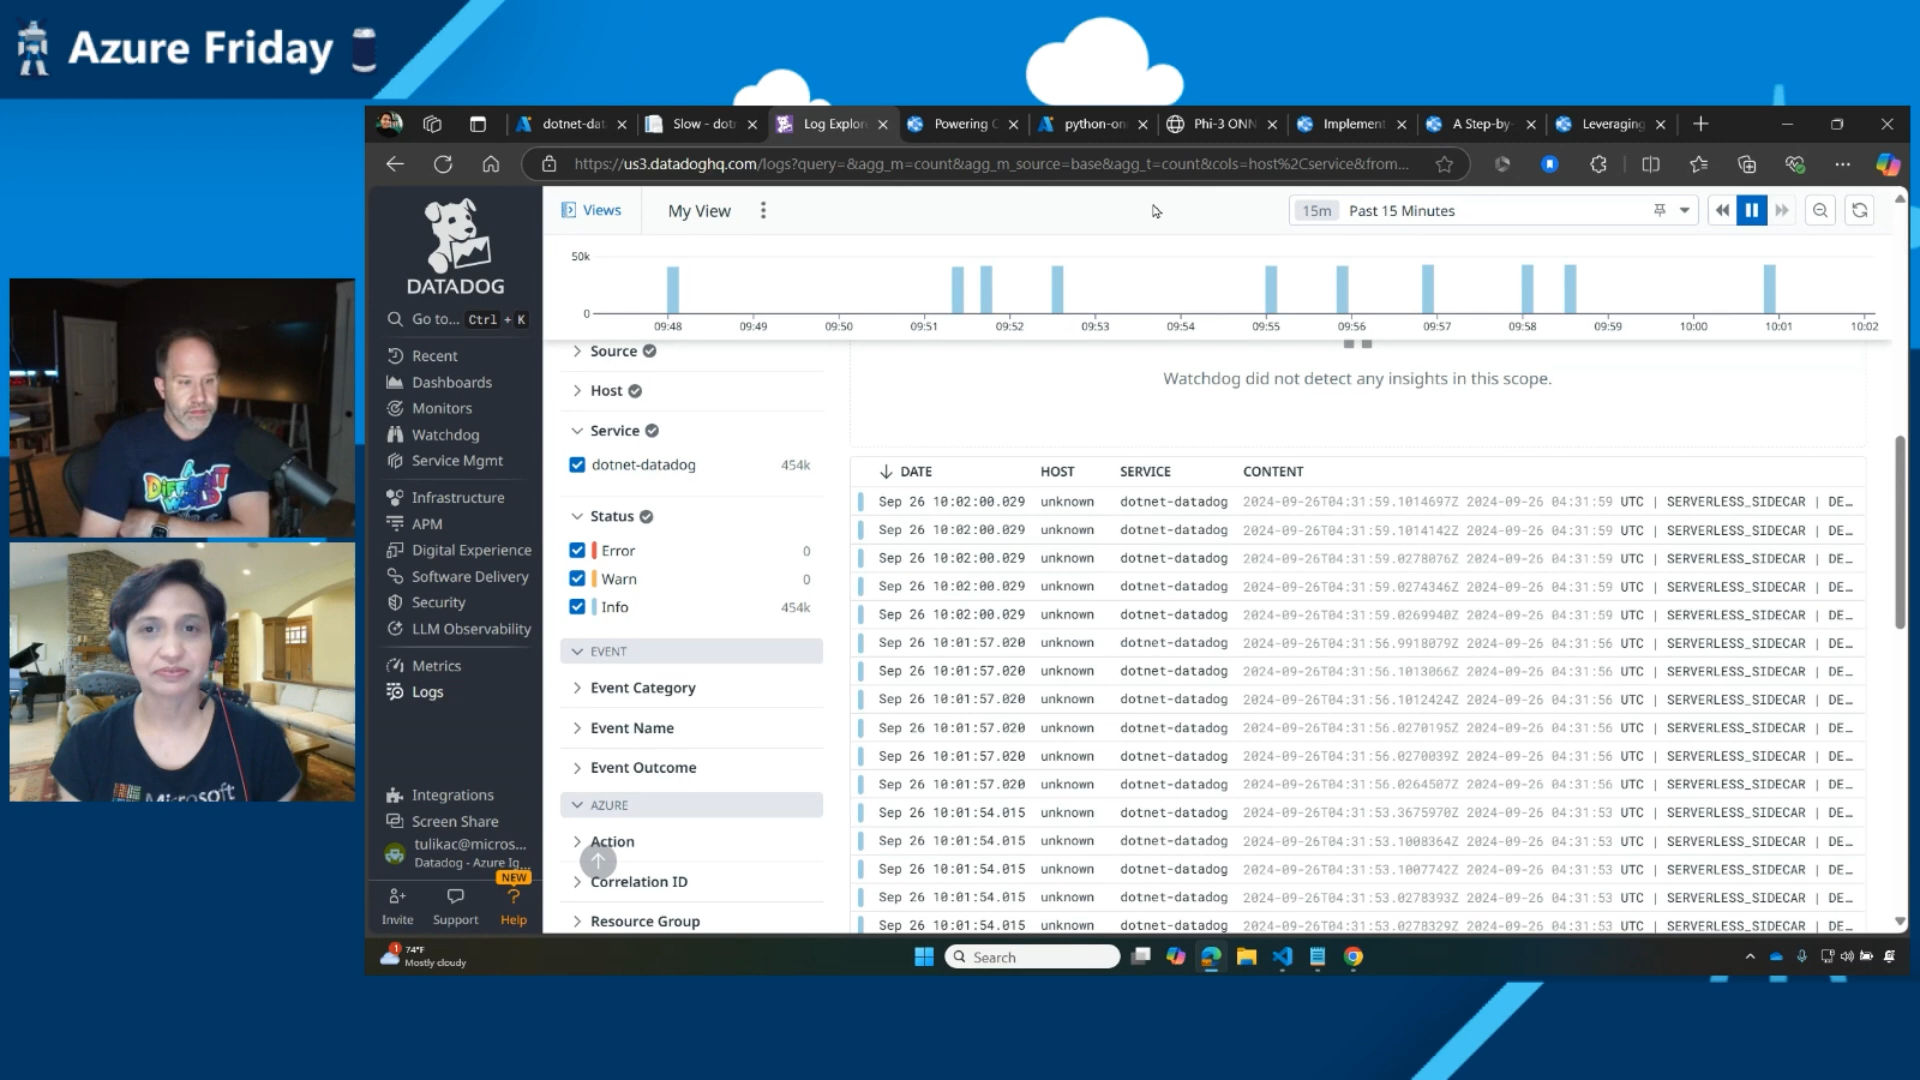 Azure Friday
dotnet-dat
Slow - dotn
Log Explor
Powering C
python-on
Phi-3 ONN
Implement
A Step-by-
Leveraging
https://us3.datadoghq.com/logs?query=&agg_m=count&agg_m_source=base&agg_t=count&cols=host%2Cservice&from...
DATADOG
Go to... Ctrl + K
Recent
Dashboards
Monitors
Watchdog
Service Mgmt
Infrastructure
APM
Digital Experience
Software Delivery
Security
LLM Observability
Metrics
Logs
Integrations
Screen Share
tulikac@micros...
Datadog - Azure Ig...
NEW
Invite
Support
Help
Views
My View
15m Past 15 Minutes
50k
0
09:48 09:49 09:50 09:51 09:52 09:53 09:54 09:55 09:56 09:57 09:58 09:59 10:00 10:01 10:02
Source
Host
Service
dotnet-datadog 454k
Status
Error 0
Warn 0
Info 454k
EVENT
Event Category
Event Name
Event Outcome
AZURE
Action
Correlation ID
Resource Group
Watchdog did not detect any insights in this scope.
DATE HOST SERVICE CONTENT
Sep 26 10:02:00.029 unknown dotnet-datadog 2024-09-26T04:31:59.1014697Z 2024-09-26 04:31:59 UTC | SERVERLESS_SIDECAR | DE…
Sep 26 10:02:00.029 unknown dotnet-datadog 2024-09-26T04:31:59.1014142Z 2024-09-26 04:31:59 UTC | SERVERLESS_SIDECAR | DE…
Sep 26 10:02:00.029 unknown dotnet-datadog 2024-09-26T04:31:59.0278076Z 2024-09-26 04:31:59 UTC | SERVERLESS_SIDECAR | DE…
Sep 26 10:02:00.029 unknown dotnet-datadog 2024-09-26T04:31:59.0274346Z 2024-09-26 04:31:59 UTC | SERVERLESS_SIDECAR | DE…
Sep 26 10:02:00.029 unknown dotnet-datadog 2024-09-26T04:31:59.0269940Z 2024-09-26 04:31:59 UTC | SERVERLESS_SIDECAR | DE…
Sep 26 10:01:57.020 unknown dotnet-datadog 2024-09-26T04:31:56.9918079Z 2024-09-26 04:31:56 UTC | SERVERLESS_SIDECAR | DE…
Sep 26 10:01:57.020 unknown dotnet-datadog 2024-09-26T04:31:56.1013066Z 2024-09-26 04:31:56 UTC | SERVERLESS_SIDECAR | DE…
Sep 26 10:01:57.020 unknown dotnet-datadog 2024-09-26T04:31:56.1012424Z 2024-09-26 04:31:56 UTC | SERVERLESS_SIDECAR | DE…
Sep 26 10:01:57.020 unknown dotnet-datadog 2024-09-26T04:31:56.0270195Z 2024-09-26 04:31:56 UTC | SERVERLESS_SIDECAR | DE…
Sep 26 10:01:57.020 unknown dotnet-datadog 2024-09-26T04:31:56.0270039Z 2024-09-26 04:31:56 UTC | SERVERLESS_SIDECAR | DE…
Sep 26 10:01:57.020 unknown dotnet-datadog 2024-09-26T04:31:56.0264507Z 2024-09-26 04:31:56 UTC | SERVERLESS_SIDECAR | DE…
Sep 26 10:01:54.015 unknown dotnet-datadog 2024-09-26T04:31:53.3675970Z 2024-09-26 04:31:53 UTC | SERVERLESS_SIDECAR | DE…
Sep 26 10:01:54.015 unknown dotnet-datadog 2024-09-26T04:31:53.1008364Z 2024-09-26 04:31:53 UTC | SERVERLESS_SIDECAR | DE…
Sep 26 10:01:54.015 unknown dotnet-datadog 2024-09-26T04:31:53.1007742Z 2024-09-26 04:31:53 UTC | SERVERLESS_SIDECAR | DE…
Sep 26 10:01:54.015 unknown dotnet-datadog 2024-09-26T04:31:53.0278393Z 2024-09-26 04:31:53 UTC | SERVERLESS_SIDECAR | DE…
Sep 26 10:01:54.015 unknown dotnet-datadog 2024-09-26T04:31:53.0278329Z 2024-09-26 04:31:53 UTC | SERVERLESS_SIDECAR | DE…
A
DIFFERENT
WORLD
Microsoft
1
74°F
Mostly cloudy
Search